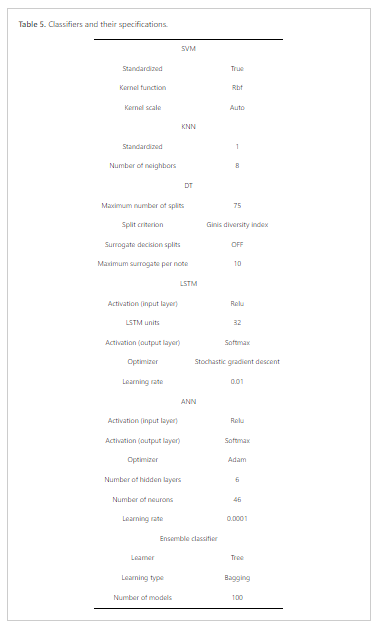 Table 5. Classifiers and their specifications.
SVM
Standardized True
Kernel function Rbf
Kernel scale Auto
KNN
Standardized 1
Number of neighbors 8
DT
Maximum number of splits 75
Split criterion Ginis diversity index
Surrogate decision splits OFF
Maximum surrogate per note 10
LSTM
Activation (input layer) Relu
LSTM units 32
Activation (output layer) Softmax
Optimizer Stochastic gradient descent
Learning rate 0.01
ANN
Activation (input layer) Relu
Activation (output layer) Softmax
Optimizer Adam
Number of hidden layers 6
Number of neurons 46
Learning rate 0.0001
Ensemble classifier
Learner Tree
Learning type Bagging
Number of models 100